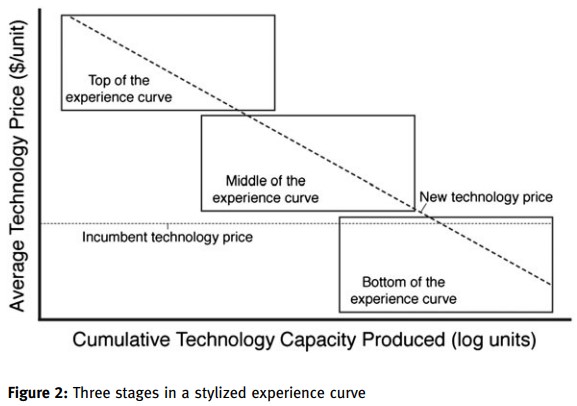 Average Technology Price ($/unit)
Top of the
experience curve
Middle of the
experience curve
New technology price
Incumbent technology price
Bottom of the
experience curve
Cumulative Technology Capacity Produced (log units)
Figure 2: Three stages in a stylized experience curve